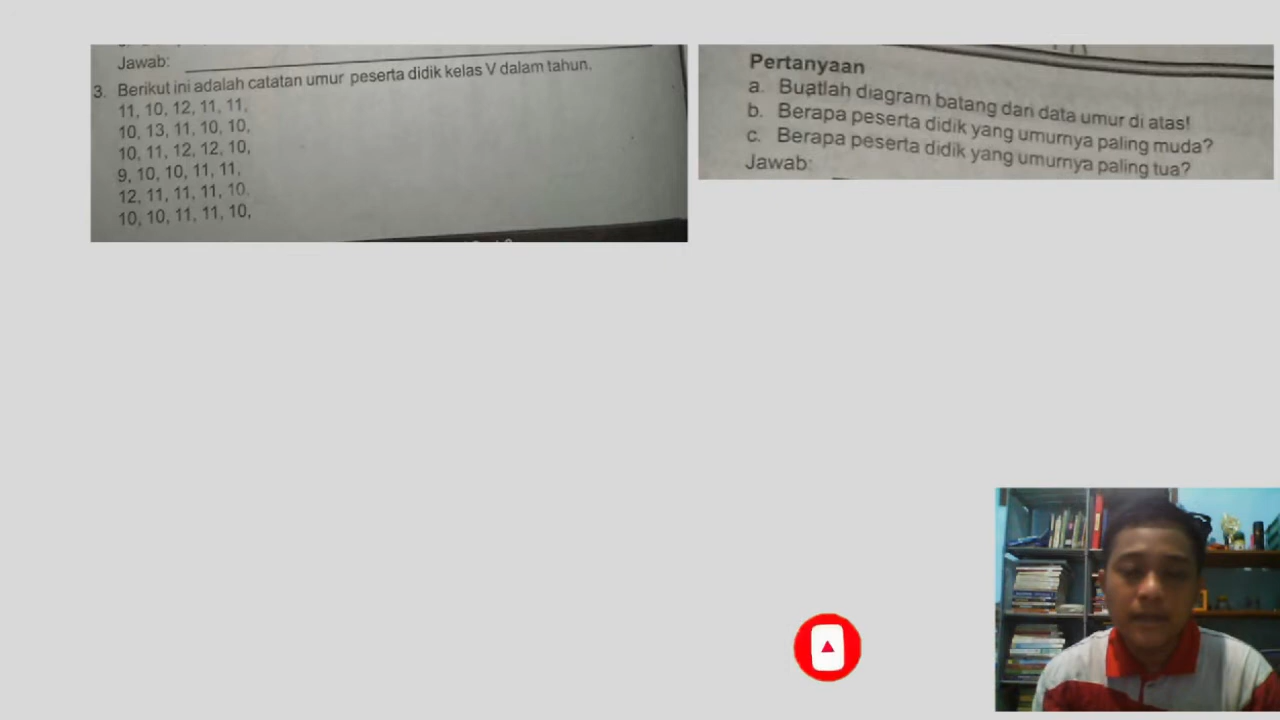 Jawab:
3. Berikut ini adalah catatan umur peserta didik kelas V dalam tahun.
11, 10, 12, 11, 11,
10, 13, 11, 10, 10,
10, 11, 12, 12, 10,
9, 10, 10, 11, 11,
12, 11, 11, 11, 10,
10, 10, 11, 11, 10,
Pertanyaan
a. Buatlah diagram batang dari data umur di atas!
b. Berapa peserta didik yang umurnya paling muda?
c. Berapa peserta didik yang umurnya paling tua?
Jawab: